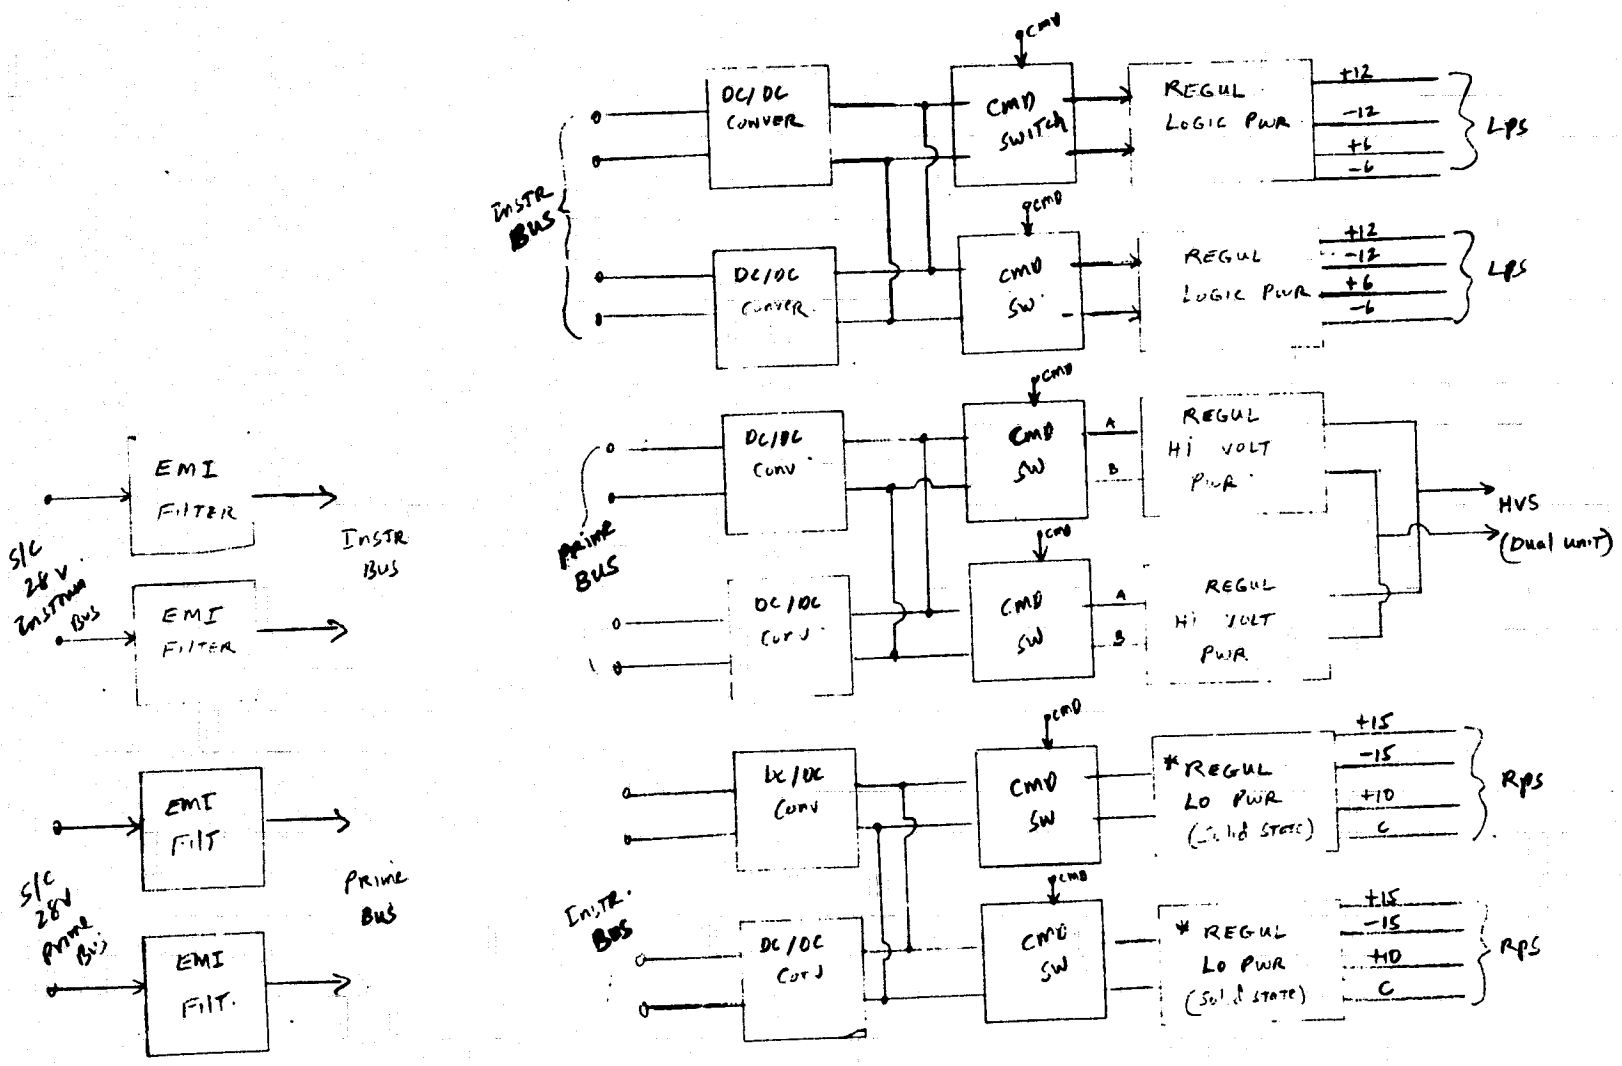 CMD
DC/DC
CONVER
CMD
SWITCH
REGUL
LOGIC PWR
+12
-12
+6
-6
LPS
INSTR
BUS
CMD
DC/DC
CONVER.
CMD
SW.
REGUL
LOGIC PWR
+12
-12
+6
-6
LPS
CMD
DC/DC
CONV
CMD
SW
A
B
REGUL
Hi VOLT
PWR
HVS
(Dual UNIT)
PRIME
BUS
CMD
DC/DC
CMD
SW
A
B
REGUL
Hi VOLT
PWR
EMI
FILTER
INSTR
BUS
S/C
28 V.
BUS
EMI
FILTER
CMD
DC/DC
CONV
CMD
SW
* REGUL
LO PWR
(Solid STATE)
+15
-15
+10
C
RPS
EMI
FILT
PRIME
BUS
S/C
28V
PRIME
BUS
EMI
FILT.
INSTR.
BUS
CMD
DC/DC
CMD
SW
* REGUL
LO PWR
(Solid STATE)
+15
-15
+10
C
RPS